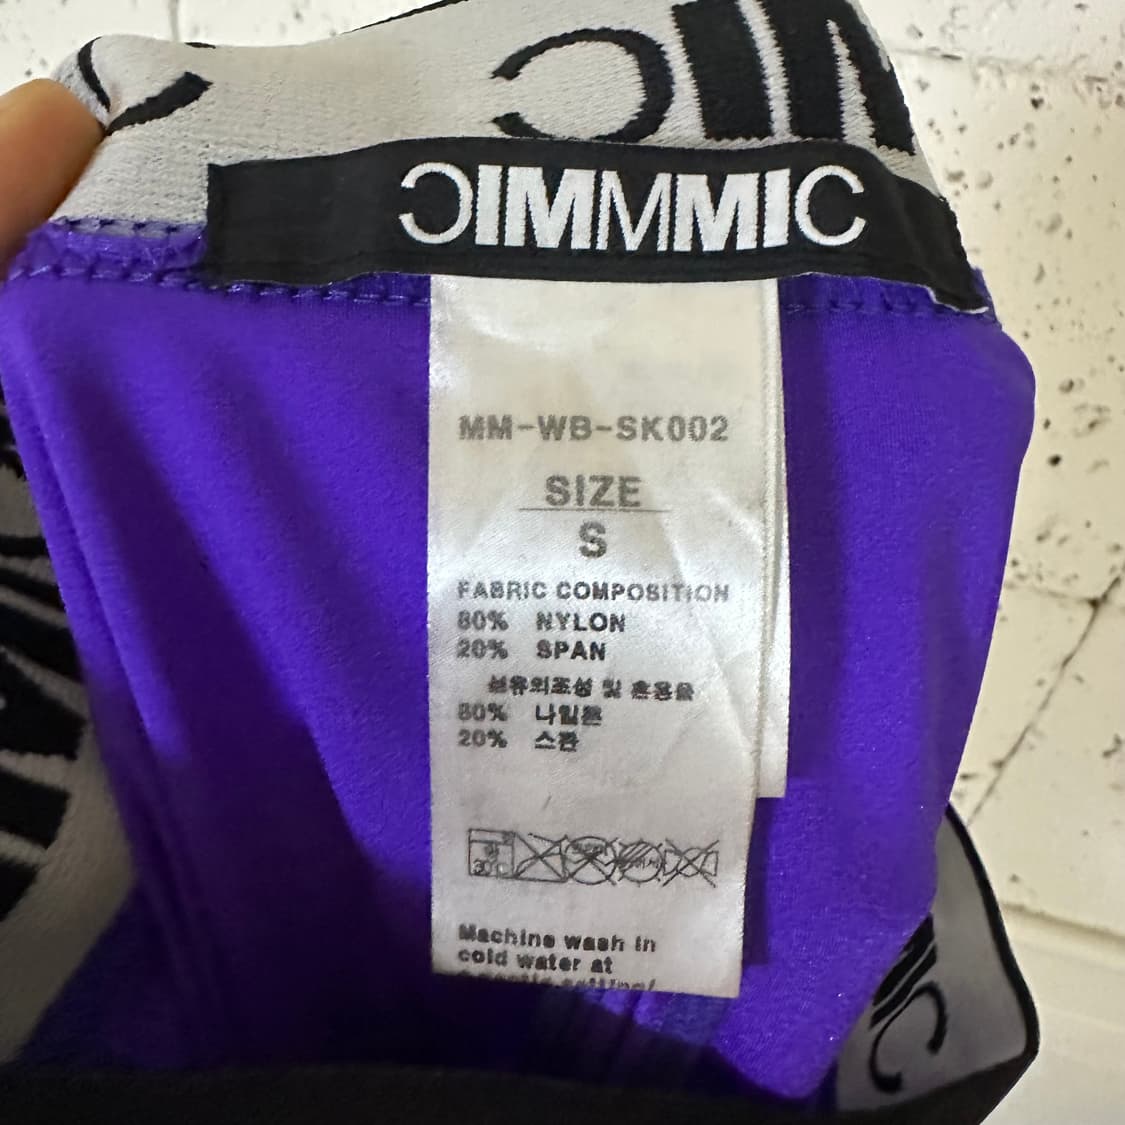 ƆIMMMIC
MM-WB-SK002
SIZE
S
FABRIC COMPOSITION
80% NYLON
20% SPAN
섬유의조성 및 혼용율
80% 나일론
20% 스판
Machine wash in
cold water at